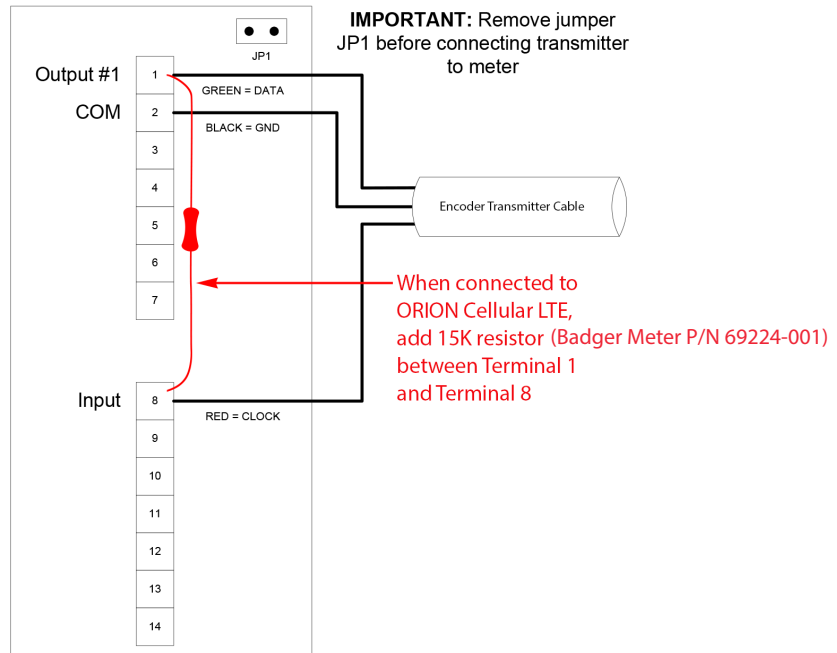 IMPORTANT: Remove jumper
JP1 before connecting transmitter
to meter
JP1
Output #1
1
GREEN = DATA
COM
2
BLACK = GND
3
4
Encoder Transmitter Cable
5
6
7
When connected to
ORION Cellular LTE,
add 15K resistor (Badger Meter P/N 69224-001)
between Terminal 1
and Terminal 8
Input
8
RED = CLOCK
9
10
11
12
13
14